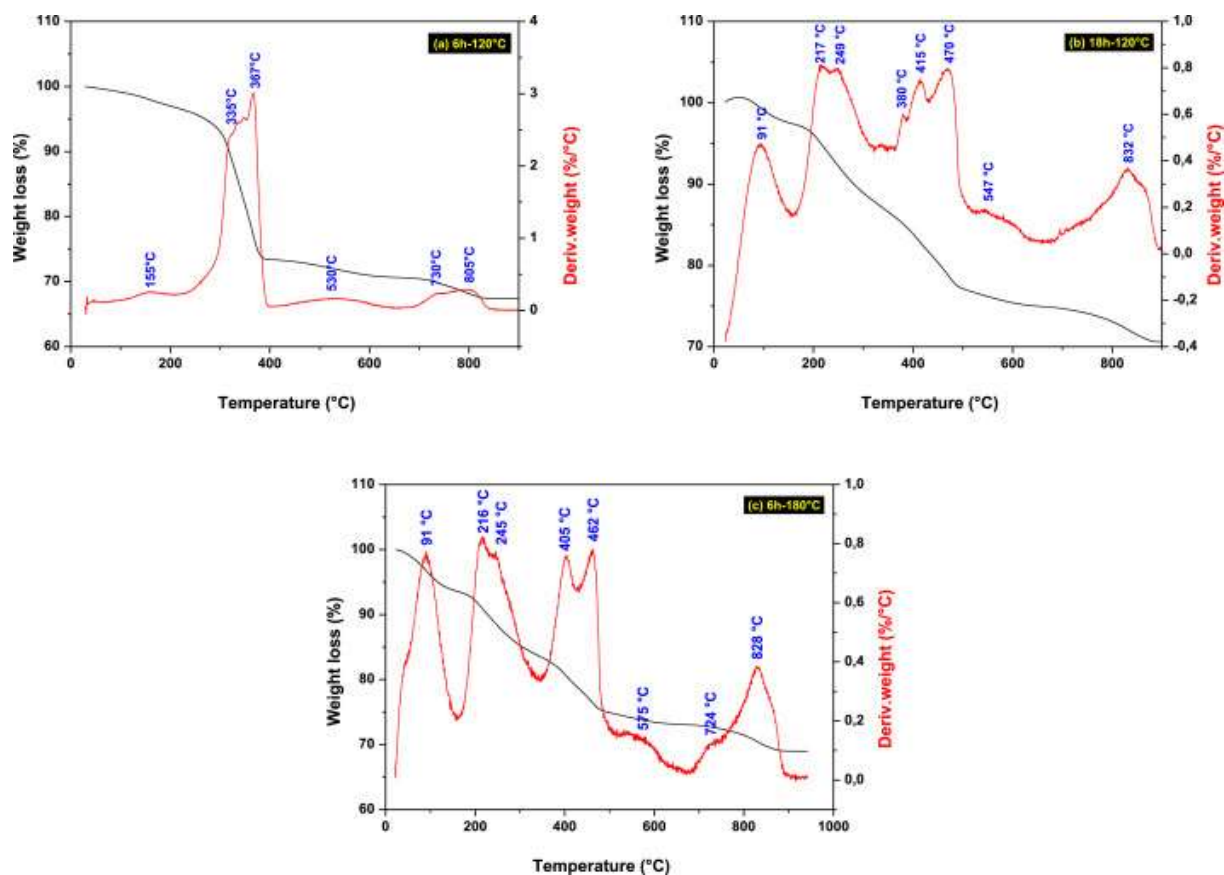 (a) 6h-120°C
110
100
90
80
70
60
Weight loss (%)
155°C
335°C
367°C
530°C
730°C
805°C
4
3
2
1
0
Deriv.weight (%/°C)
0
200
400
600
800
Temperature (°C)
(b) 18h-120°C
110
100
90
80
70
Weight loss (%)
91 °C
217 °C
249 °C
380 °C
415 °C
470 °C
547 °C
832 °C
1,0
0,8
0,6
0,4
0,2
0,0
-0,2
-0,4
Deriv.weight (%/°C)
0
200
400
600
800
Temperature (°C)
(c) 6h-180°C
110
100
90
80
70
60
Weight loss (%)
91 °C
216 °C
245 °C
405 °C
462 °C
575 °C
724 °C
828 °C
1,0
0,8
0,6
0,4
0,2
0,0
Deriv.weight (%/°C)
0
200
400
600
800
1000
Temperature (°C)